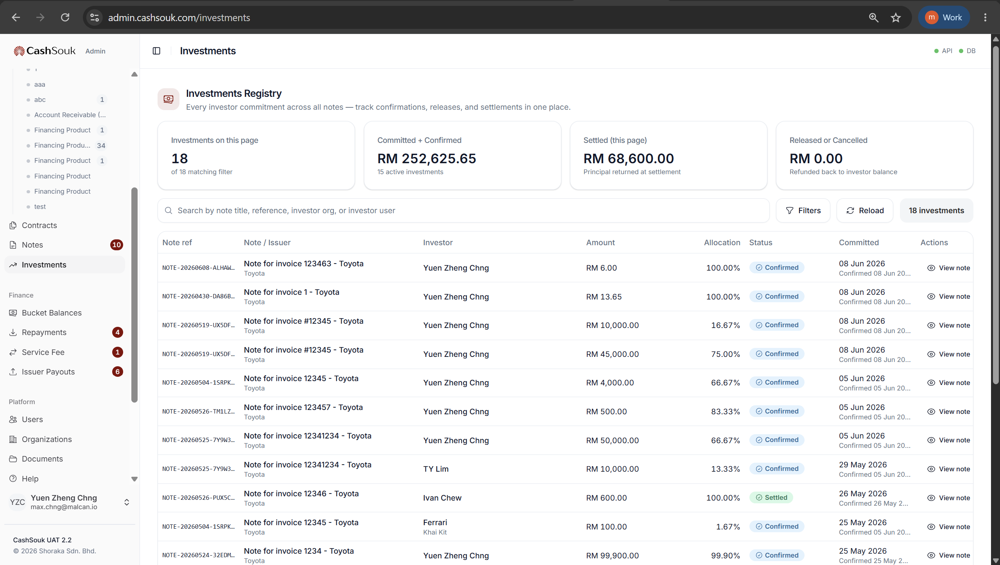 admin.cashsouk.com/investments
m Work
CashSouk Admin
Investments
API DB
aaa
abc 1
Account Receivable (...
Financing Product 1
Financing Produ... 34
Financing Product 1
Financing Product
Financing Product
test
Contracts
Notes 10
Investments
Finance
Bucket Balances
Repayments 4
Service Fee 1
Issuer Payouts 6
Platform
Users
Organizations
Documents
Help
YZC
Yuen Zheng Chng
max.chng@malcan.io
CashSouk UAT 2.2
© 2026 Shoraka Sdn. Bhd.
Investments Registry
Every investor commitment across all notes — track confirmations, releases, and settlements in one place.
Investments on this page
18
of 18 matching filter
Committed + Confirmed
RM 252,625.65
15 active investments
Settled (this page)
RM 68,600.00
Principal returned at settlement
Released or Cancelled
RM 0.00
Refunded back to investor balance
Search by note title, reference, investor org, or investor user
Filters
Reload
18 investments
Note ref Note / Issuer Investor Amount Allocation Status Committed Actions
NOTE-20260608-ALHAW... Note for invoice 123463 - Toyota Yuen Zheng Chng RM 6.00 100.00% Confirmed 08 Jun 2026 View note
Toyota Confirmed 08 Jun 20...
NOTE-20260430-DA86B... Note for invoice 1 - Toyota Yuen Zheng Chng RM 13.65 100.00% Confirmed 08 Jun 2026 View note
Toyota Confirmed 08 Jun 20...
NOTE-20260519-UX5DF... Note for invoice #12345 - Toyota Yuen Zheng Chng RM 10,000.00 16.67% Confirmed 08 Jun 2026 View note
Toyota Confirmed 08 Jun 20...
NOTE-20260519-UX5DF... Note for invoice #12345 - Toyota Yuen Zheng Chng RM 45,000.00 75.00% Confirmed 08 Jun 2026 View note
Toyota Confirmed 08 Jun 20...
NOTE-20260504-1SRPK... Note for invoice 12345 - Toyota Yuen Zheng Chng RM 4,000.00 66.67% Confirmed 05 Jun 2026 View note
Toyota Confirmed 05 Jun 20...
NOTE-20260526-TM1LZ... Note for invoice 123457 - Toyota Yuen Zheng Chng RM 500.00 83.33% Confirmed 05 Jun 2026 View note
Toyota Confirmed 05 Jun 20...
NOTE-20260525-7Y9W3... Note for invoice 12341234 - Toyota Yuen Zheng Chng RM 50,000.00 66.67% Confirmed 05 Jun 2026 View note
Toyota Confirmed 05 Jun 20...
NOTE-20260525-7Y9W3... Note for invoice 12341234 - Toyota TY Lim RM 10,000.00 13.33% Confirmed 29 May 2026 View note
Toyota Confirmed 05 Jun 20...
NOTE-20260526-PUX5C... Note for invoice 12346 - Toyota Ivan Chew RM 600.00 100.00% Settled 26 May 2026 View note
Toyota Confirmed 26 May 2...
NOTE-20260504-1SRPK... Note for invoice 12345 - Toyota Ferrari RM 100.00 1.67% Confirmed 25 May 2026 View note
Toyota Khai Kit Confirmed 05 Jun 20...
NOTE-20260524-32EDM... Note for invoice 1234 - Toyota Yuen Zheng Chng RM 99,900.00 99.90% Confirmed 25 May 2026 View note
Toyota Confirmed 25 May 2...